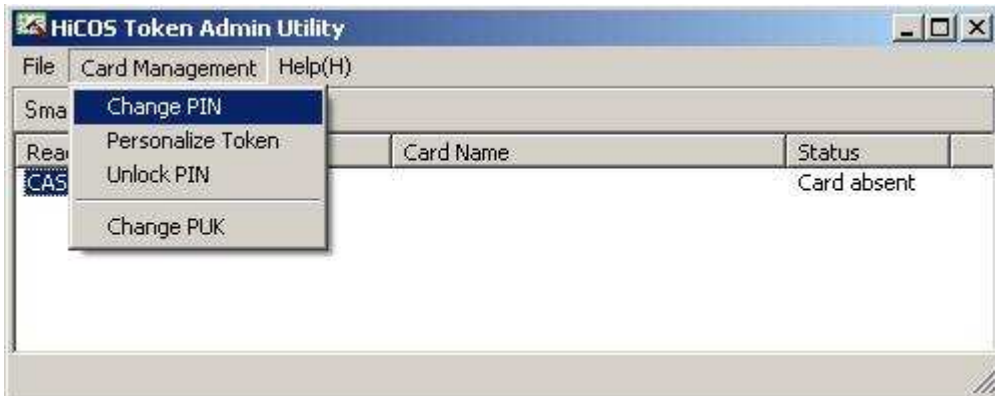 HiCOS Token Admin Utility
File Card Management Help(H)
Change PIN
Personalize Token
Card Name Status
Unlock PIN
Card absent
Change PUK